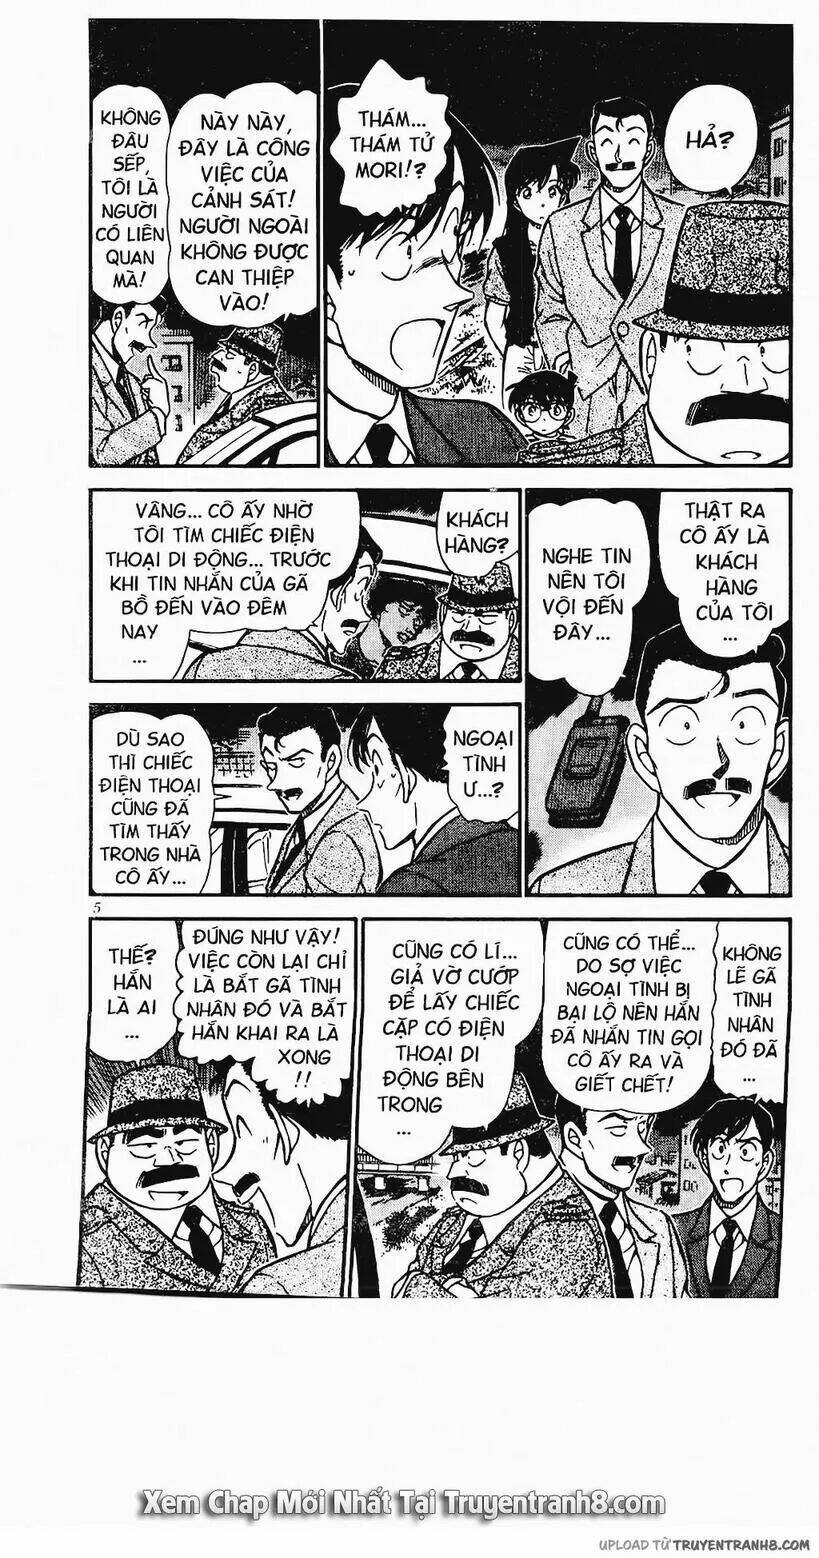 HẢ?
THÁM...
THÁM TỬ
MORI!?
NÀY NÀY,
ĐÂY LÀ CÔNG
VIỆC CỦA
CẢNH SÁT!
NGƯỜI NGOÀI
KHÔNG ĐƯỢC
CAN THIỆP
VÀO!
KHÔNG
ĐÂU
SẾP,
TÔI LÀ
NGƯỜI
CÓ LIÊN
QUAN
MÀ!
THẬT RA
CÔ ẤY LÀ
KHÁCH
HÀNG
CỦA TÔI
...
NGHE TIN
NÊN TÔI
VỘI ĐẾN
ĐÂY...
KHÁCH
HÀNG?
VÂNG... CÔ ẤY NHỜ
TÔI TÌM CHIẾC ĐIỆN
THOẠI DI ĐỘNG... TRƯỚC
KHI TIN NHẮN CỦA GÃ
BỒ ĐẾN VÀO ĐÊM
NAY
...
NGOẠI
TÌNH
Ư...?
DÙ SAO
THÌ CHIẾC
ĐIỆN THOẠI
CŨNG ĐÃ
TÌM THẤY
TRONG NHÀ
CÔ ẤY...
5
KHÔNG
LẼ GÃ
TÌNH
NHÂN
ĐÓ ĐÃ
...
CŨNG CÓ THỂ...
DO SỢ VIỆC
NGOẠI TÌNH BỊ
BẠI LỘ NÊN HẮN
ĐÃ NHẮN TIN GỌI
CÔ ẤY RA VÀ
GIẾT CHẾT!
CŨNG CÓ LÍ...
GIẢ VỜ CƯỚP
ĐỂ LẤY CHIẾC
CẶP CÓ ĐIỆN
THOẠI DI
ĐỘNG BÊN
TRONG
...
ĐÚNG NHƯ VẬY!
VIỆC CÒN LẠI CHỈ
LÀ BẮT GÃ TÌNH
NHÂN ĐÓ VÀ BẮT
HẮN KHAI RA LÀ
XONG
!!
THẾ?
HẮN
LÀ AI
...
Xem Chap Mới Nhất Tại Truyentranh8.com
UPLOAD TỪ TRUYENTRANH8.COM